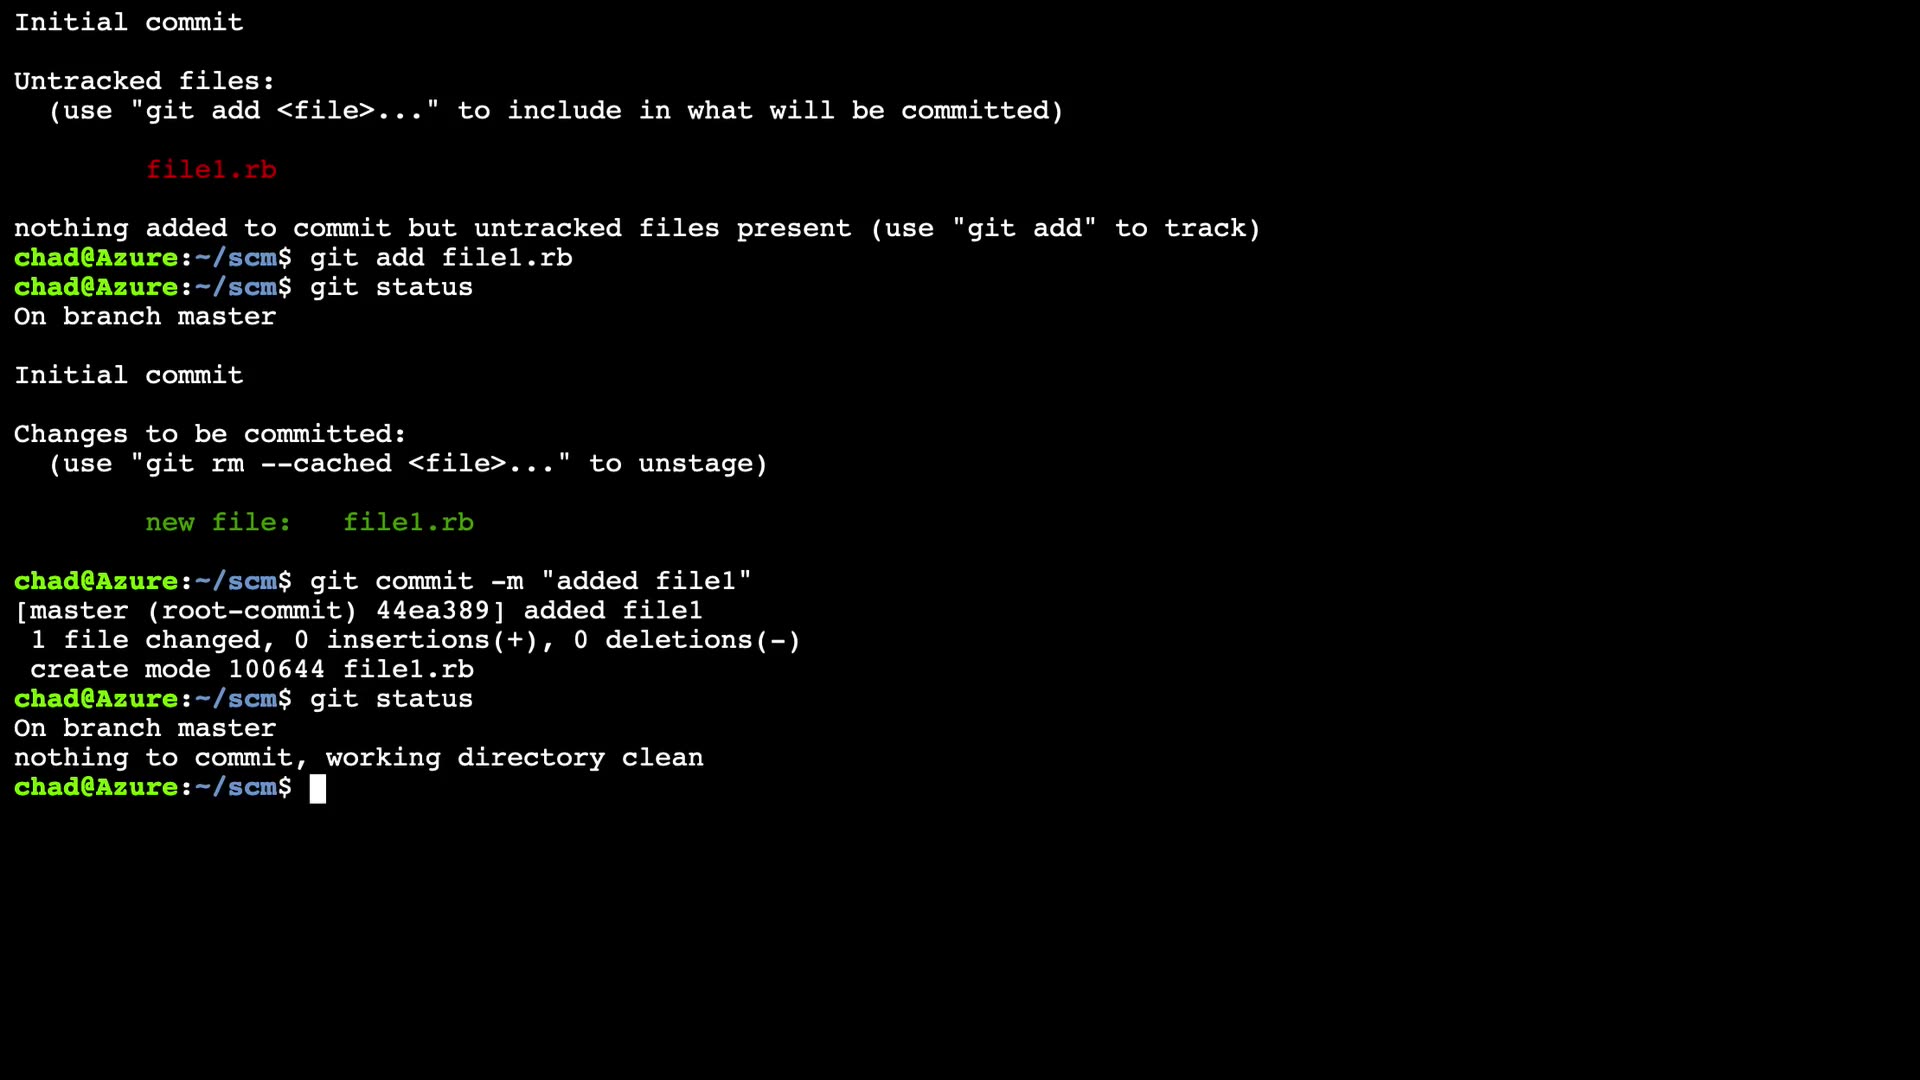 Initial commit
Untracked files:
(use "git add <file>..." to include in what will be committed)
file1.rb
nothing added to commit but untracked files present (use "git add" to track)
chad@Azure:~/scm$ git add file1.rb
chad@Azure:~/scm$ git status
On branch master
Initial commit
Changes to be committed:
(use "git rm --cached <file>..." to unstage)
new file:   file1.rb
chad@Azure:~/scm$ git commit -m "added file1"
[master (root-commit) 44ea389] added file1
1 file changed, 0 insertions(+), 0 deletions(-)
create mode 100644 file1.rb
chad@Azure:~/scm$ git status
On branch master
nothing to commit, working directory clean
chad@Azure:~/scm$